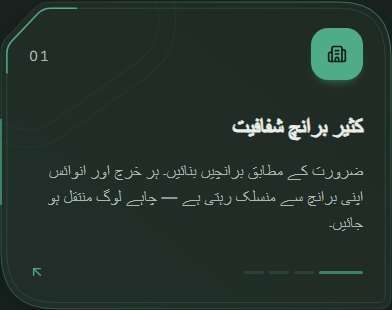 01
کثیر برانچ شفافیت
ضرورت کے مطابق برانچیں بنائیں۔ ہر خرچ اور انوائس
اپنی برانچ سے منسلک رہتی ہے — چاہے لوگ منتقل ہو
جائیں۔